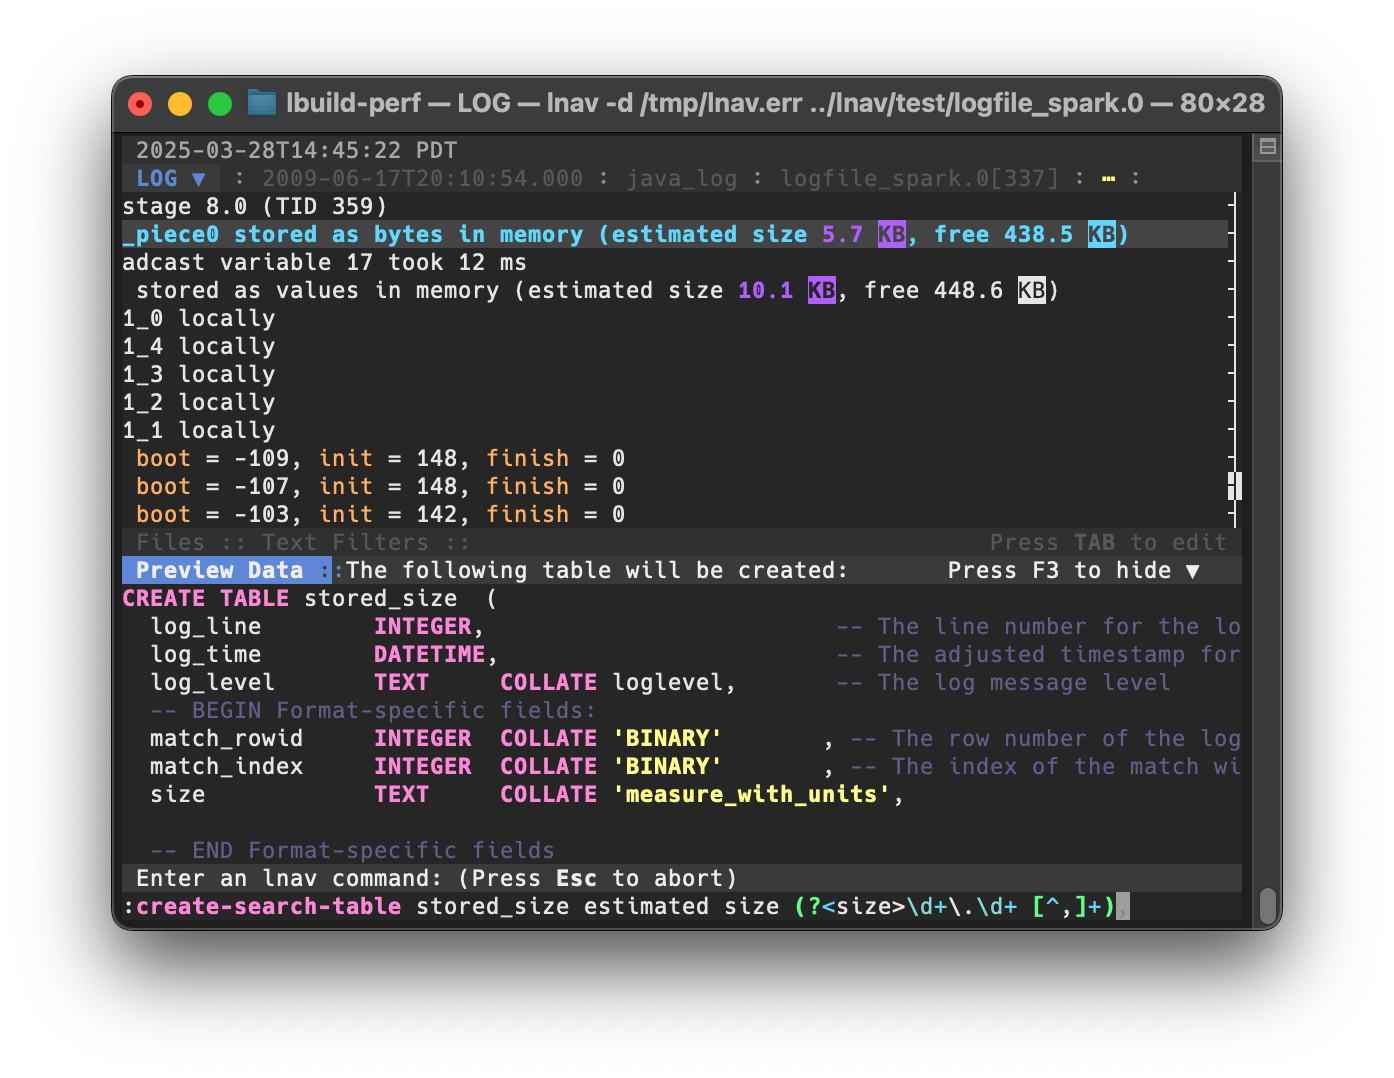 lbuild-perf — LOG — lnav -d /tmp/lnav.err ../lnav/test/logfile_spark.0 — 80×28
2025-03-28T14:45:22 PDT
LOG ▼ : 2009-06-17T20:10:54.000 : java_log : logfile_spark.0[337] : ⋯ :
stage 8.0 (TID 359)
_piece0 stored as bytes in memory (estimated size 5.7 KB, free 438.5 KB)
adcast variable 17 took 12 ms
 stored as values in memory (estimated size 10.1 KB, free 448.6 KB)
1_0 locally
1_4 locally
1_3 locally
1_2 locally
1_1 locally
 boot = -109, init = 148, finish = 0
 boot = -107, init = 148, finish = 0
 boot = -103, init = 142, finish = 0
 Files :: Text Filters :: Press TAB to edit
 Preview Data ::The following table will be created: Press F3 to hide ▼
CREATE TABLE stored_size  (
  log_line        INTEGER,                         -- The line number for the lo
  log_time        DATETIME,                        -- The adjusted timestamp for
  log_level       TEXT     COLLATE loglevel,       -- The log message level
  -- BEGIN Format-specific fields:
  match_rowid     INTEGER  COLLATE 'BINARY'       , -- The row number of the log
  match_index     INTEGER  COLLATE 'BINARY'       , -- The index of the match wi
  size            TEXT     COLLATE 'measure_with_units',
  -- END Format-specific fields
 Enter an lnav command: (Press Esc to abort)
:create-search-table stored_size estimated size (?<size>\d+\.\d+ [^,]+),